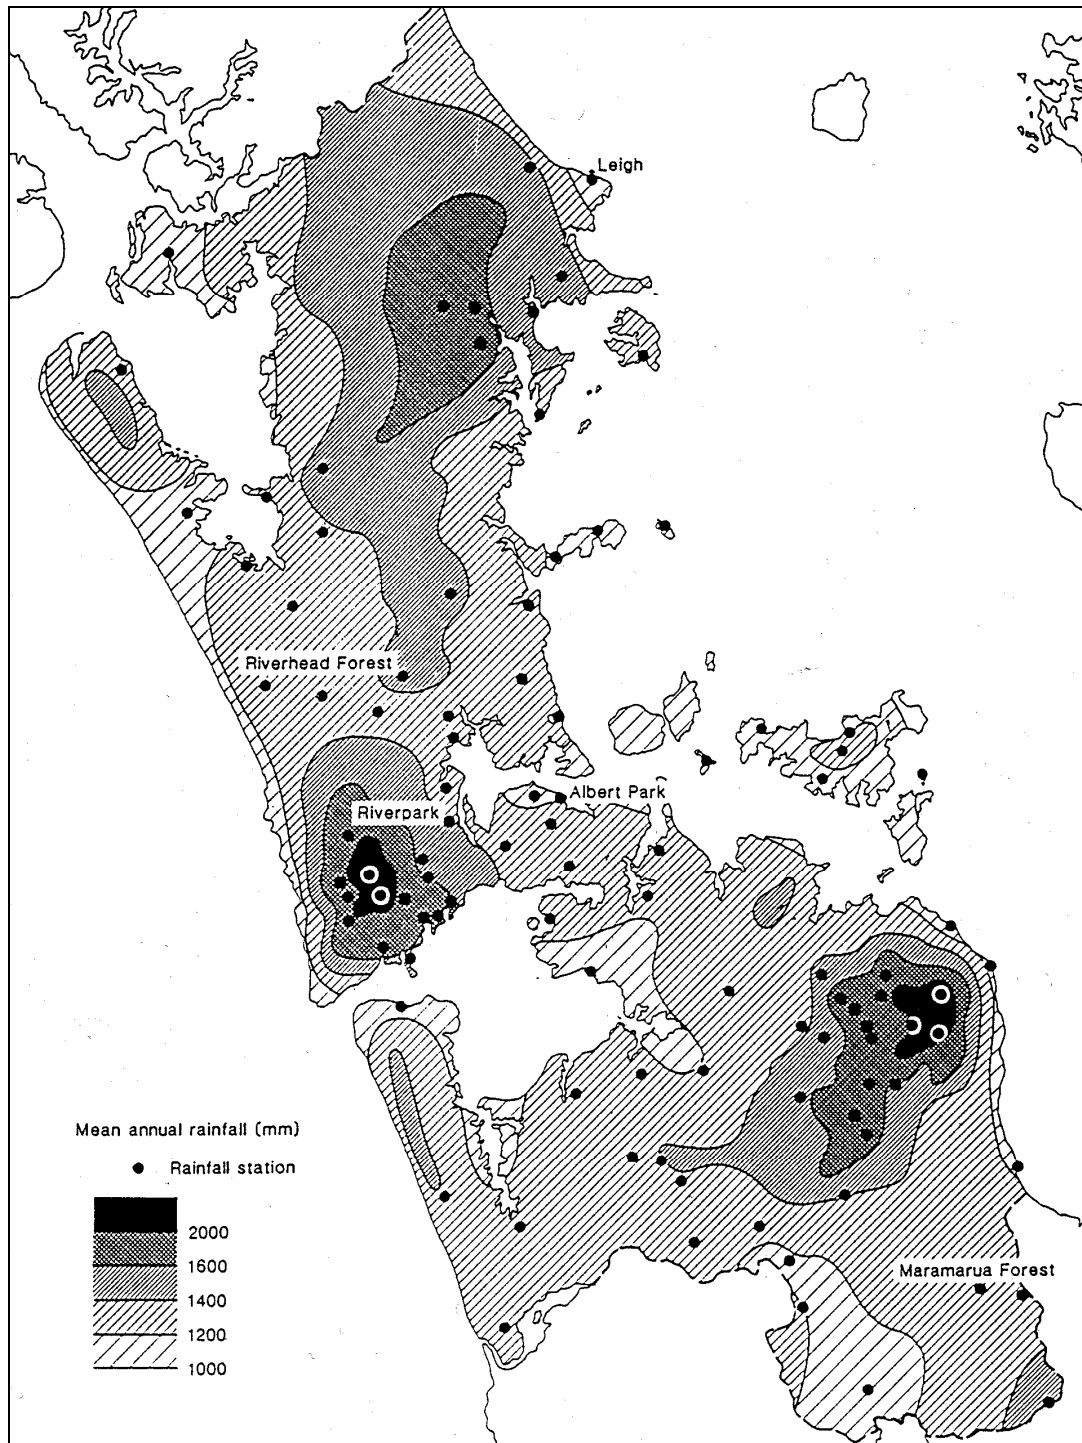 Leigh
Riverhead Forest
Albert Park
Riverpark
Mean annual rainfall (mm)
Rainfall station
2000
1600
1400
1200
1000
Maramarua Forest